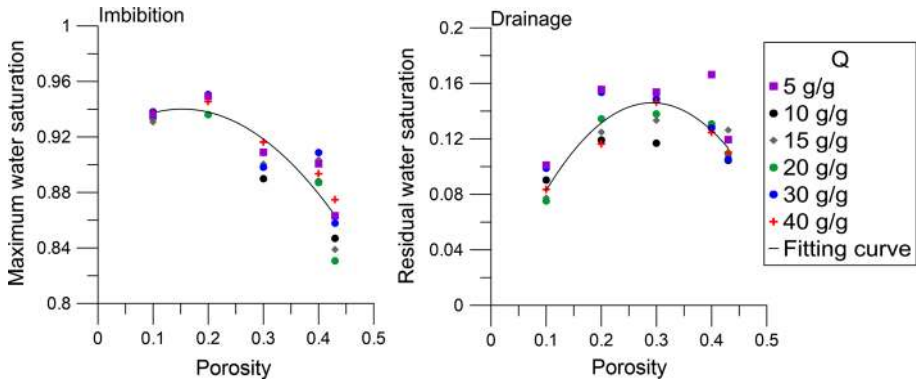 Imbibition
Maximum water saturation
1
0.96
0.92
0.88
0.84
0.8
0 0.1 0.2 0.3 0.4 0.5
Porosity
Drainage
Residual water saturation
0.2
0.16
0.12
0.08
0.04
0
0 0.1 0.2 0.3 0.4 0.5
Porosity
Q
5 g/g
10 g/g
15 g/g
20 g/g
30 g/g
40 g/g
Fitting curve